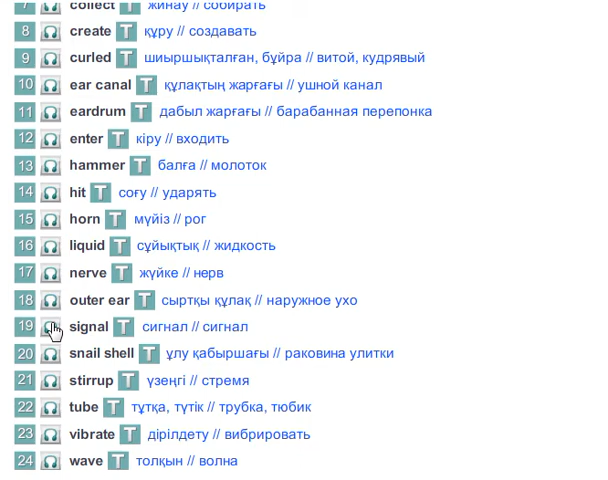 7 collect T жинау // собирать
8 create T құру // создавать
9 curled T шиыршықталған, бұйра // витой, кудрявый
10 ear canal T құлақтың жарғағы // ушной канал
11 eardrum T дабыл жарғағы // барабанная перепонка
12 enter T кіру // входить
13 hammer T балға // молоток
14 hit T соғу // ударять
15 horn T мүйіз // рог
16 liquid T сұйықтық // жидкость
17 nerve T жүйке // нерв
18 outer ear T сыртқы құлақ // наружное ухо
19 signal T сигнал // сигнал
20 snail shell T ұлу қабыршағы // раковина улитки
21 stirrup T үзеңгі // стремя
22 tube T тұтқа, түтік // трубка, тюбик
23 vibrate T дірілдету // вибрировать
24 wave T толқын // волна